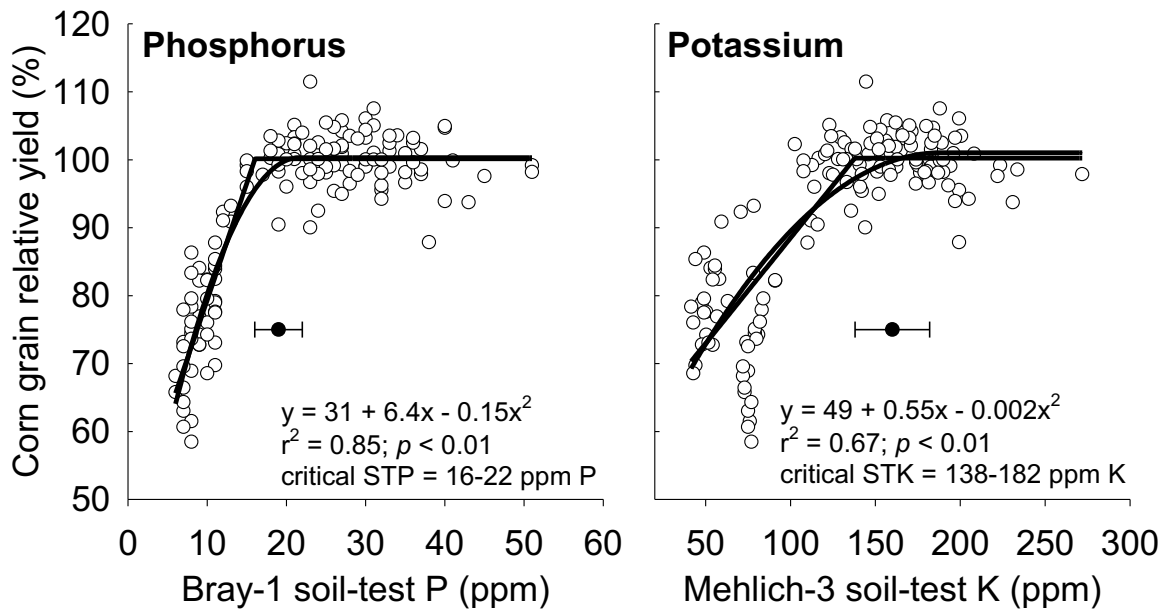 Corn grain relative yield (%)
120
110
100
90
80
70
60
50
Phosphorus
y = 31 + 6.4x - 0.15x²
r² = 0.85; p < 0.01
critical STP = 16-22 ppm P
0 10 20 30 40 50 60
Bray-1 soil-test P (ppm)
Potassium
y = 49 + 0.55x - 0.002x²
r² = 0.67; p < 0.01
critical STK = 138-182 ppm K
50 100 150 200 250 300
Mehlich-3 soil-test K (ppm)